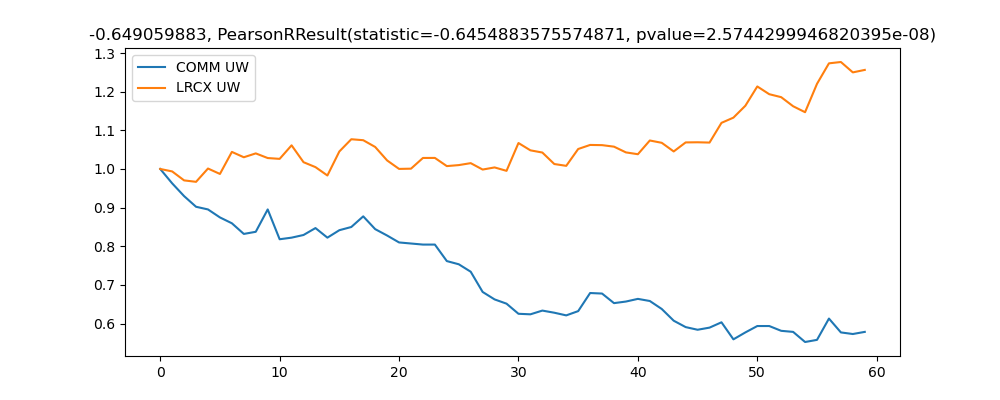 -0.649059883, PearsonRResult(statistic=-0.6454883575574871, pvalue=2.5744299946820395e-08)
COMM UW
LRCX UW
1.3
1.2
1.1
1.0
0.9
0.8
0.7
0.6
0 10 20 30 40 50 60